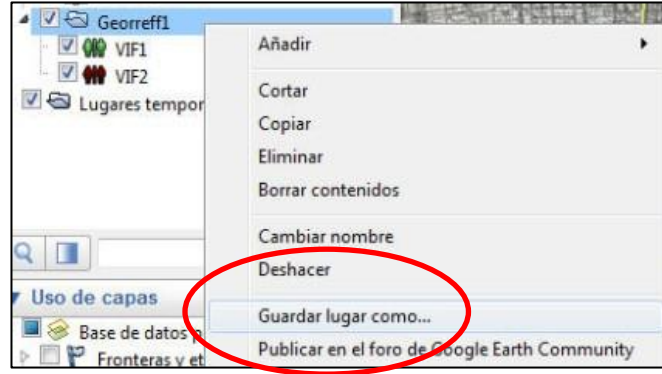 Georreff1
VIF1
VIF2
Lugares tempor
Añadir
Cortar
Copiar
Eliminar
Borrar contenidos
Cambiar nombre
Deshacer
Guardar lugar como...
Publicar en el foro de Google Earth Community
Uso de capas
Base de datos p
Fronteras y et